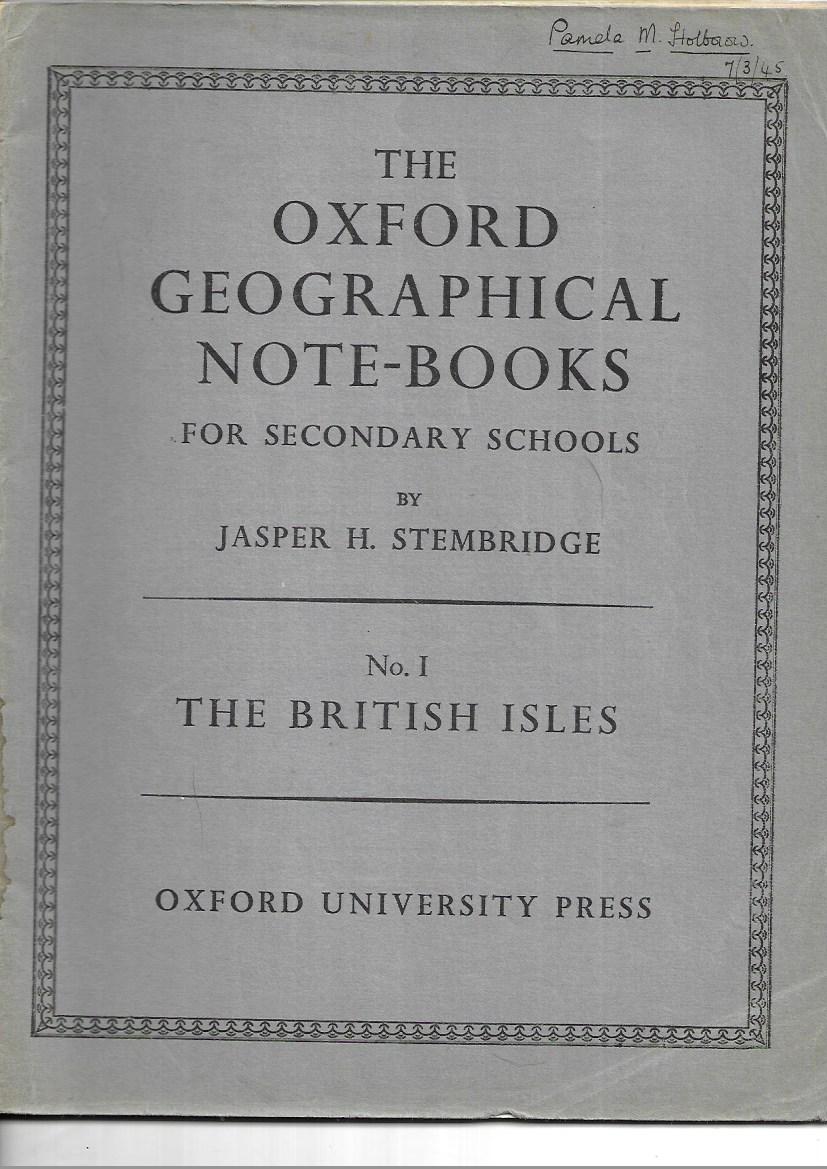 Pamela M. Holbrow.
7/3/45
THE
OXFORD
GEOGRAPHICAL
NOTE-BOOKS
FOR SECONDARY SCHOOLS
BY
JASPER H. STEMBRIDGE
No. I
THE BRITISH ISLES
OXFORD UNIVERSITY PRESS